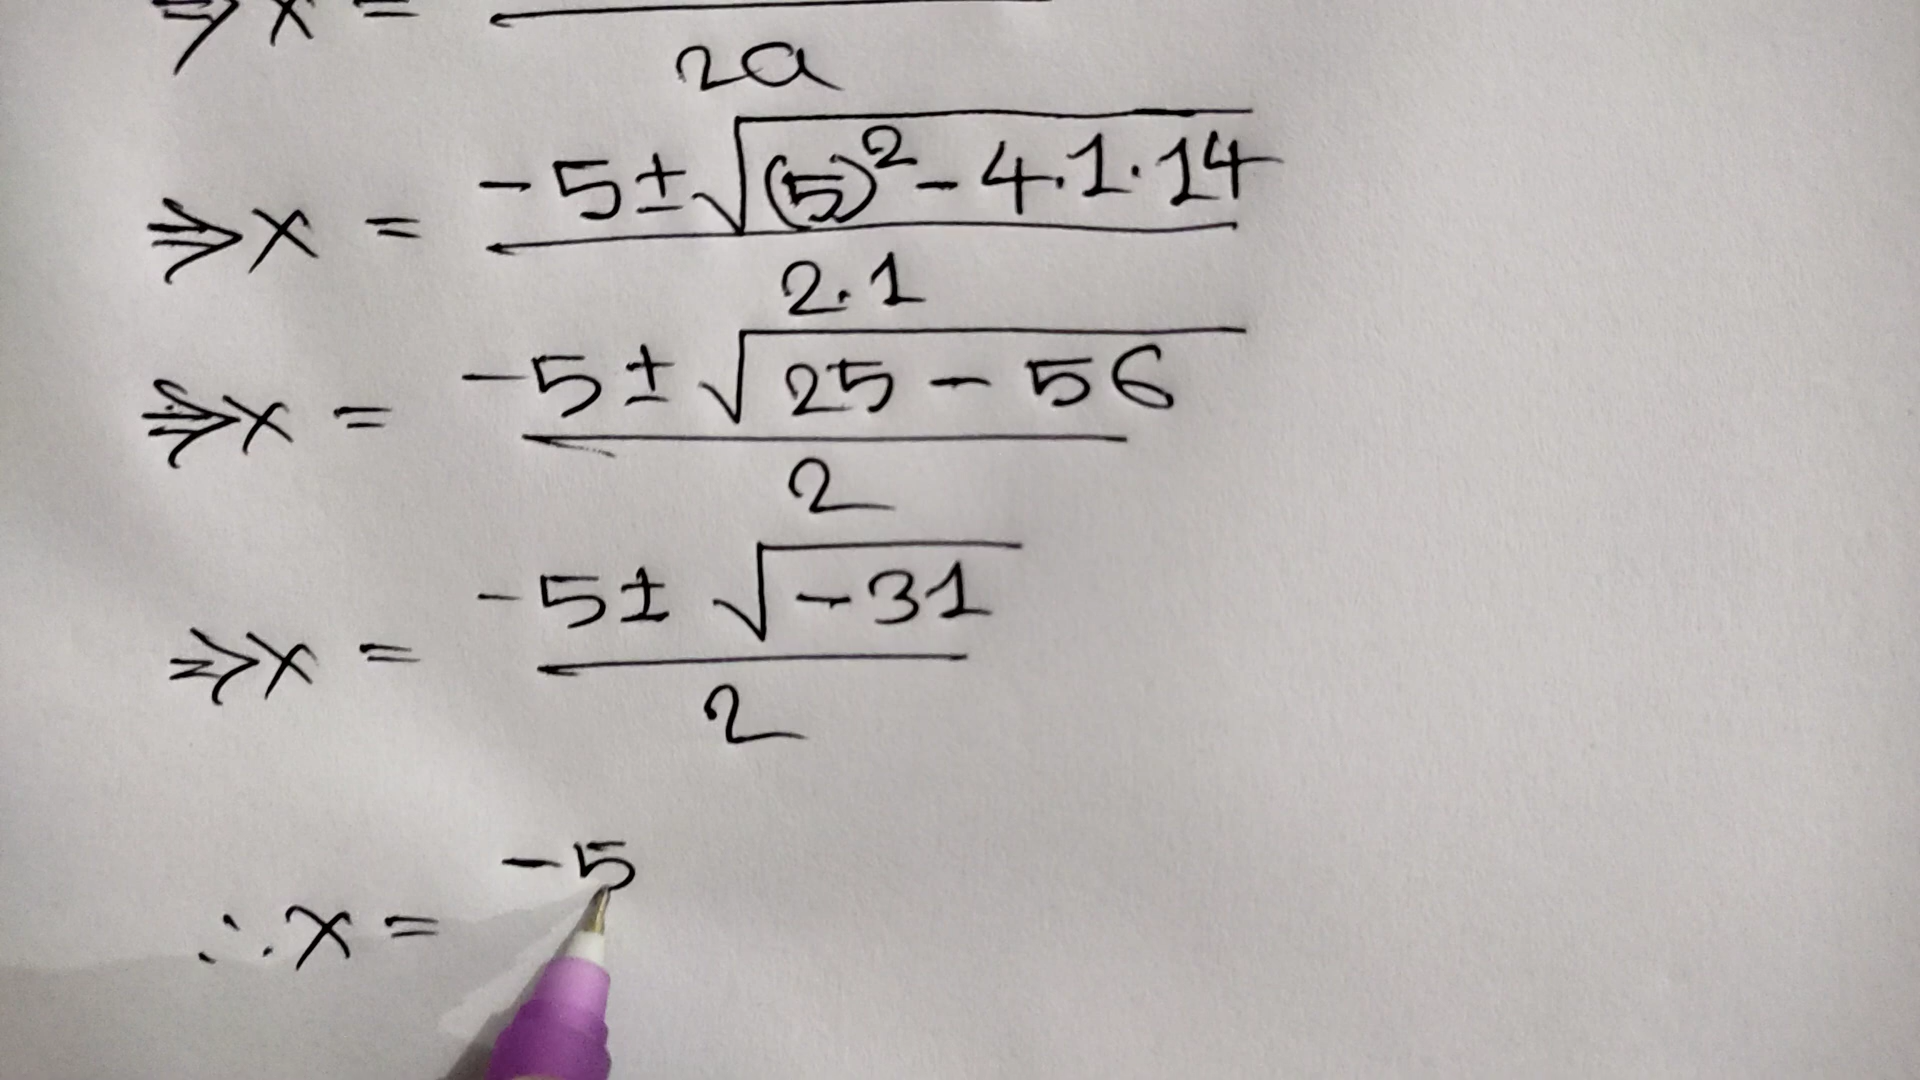 ⇒ x =  / 2a
⇒ x = -5 ± √((5)² - 4.1.14) / 2.1
⇒ x = -5 ± √(25 - 56) / 2
⇒ x = -5 ± √(-31) / 2
∴ x = -5